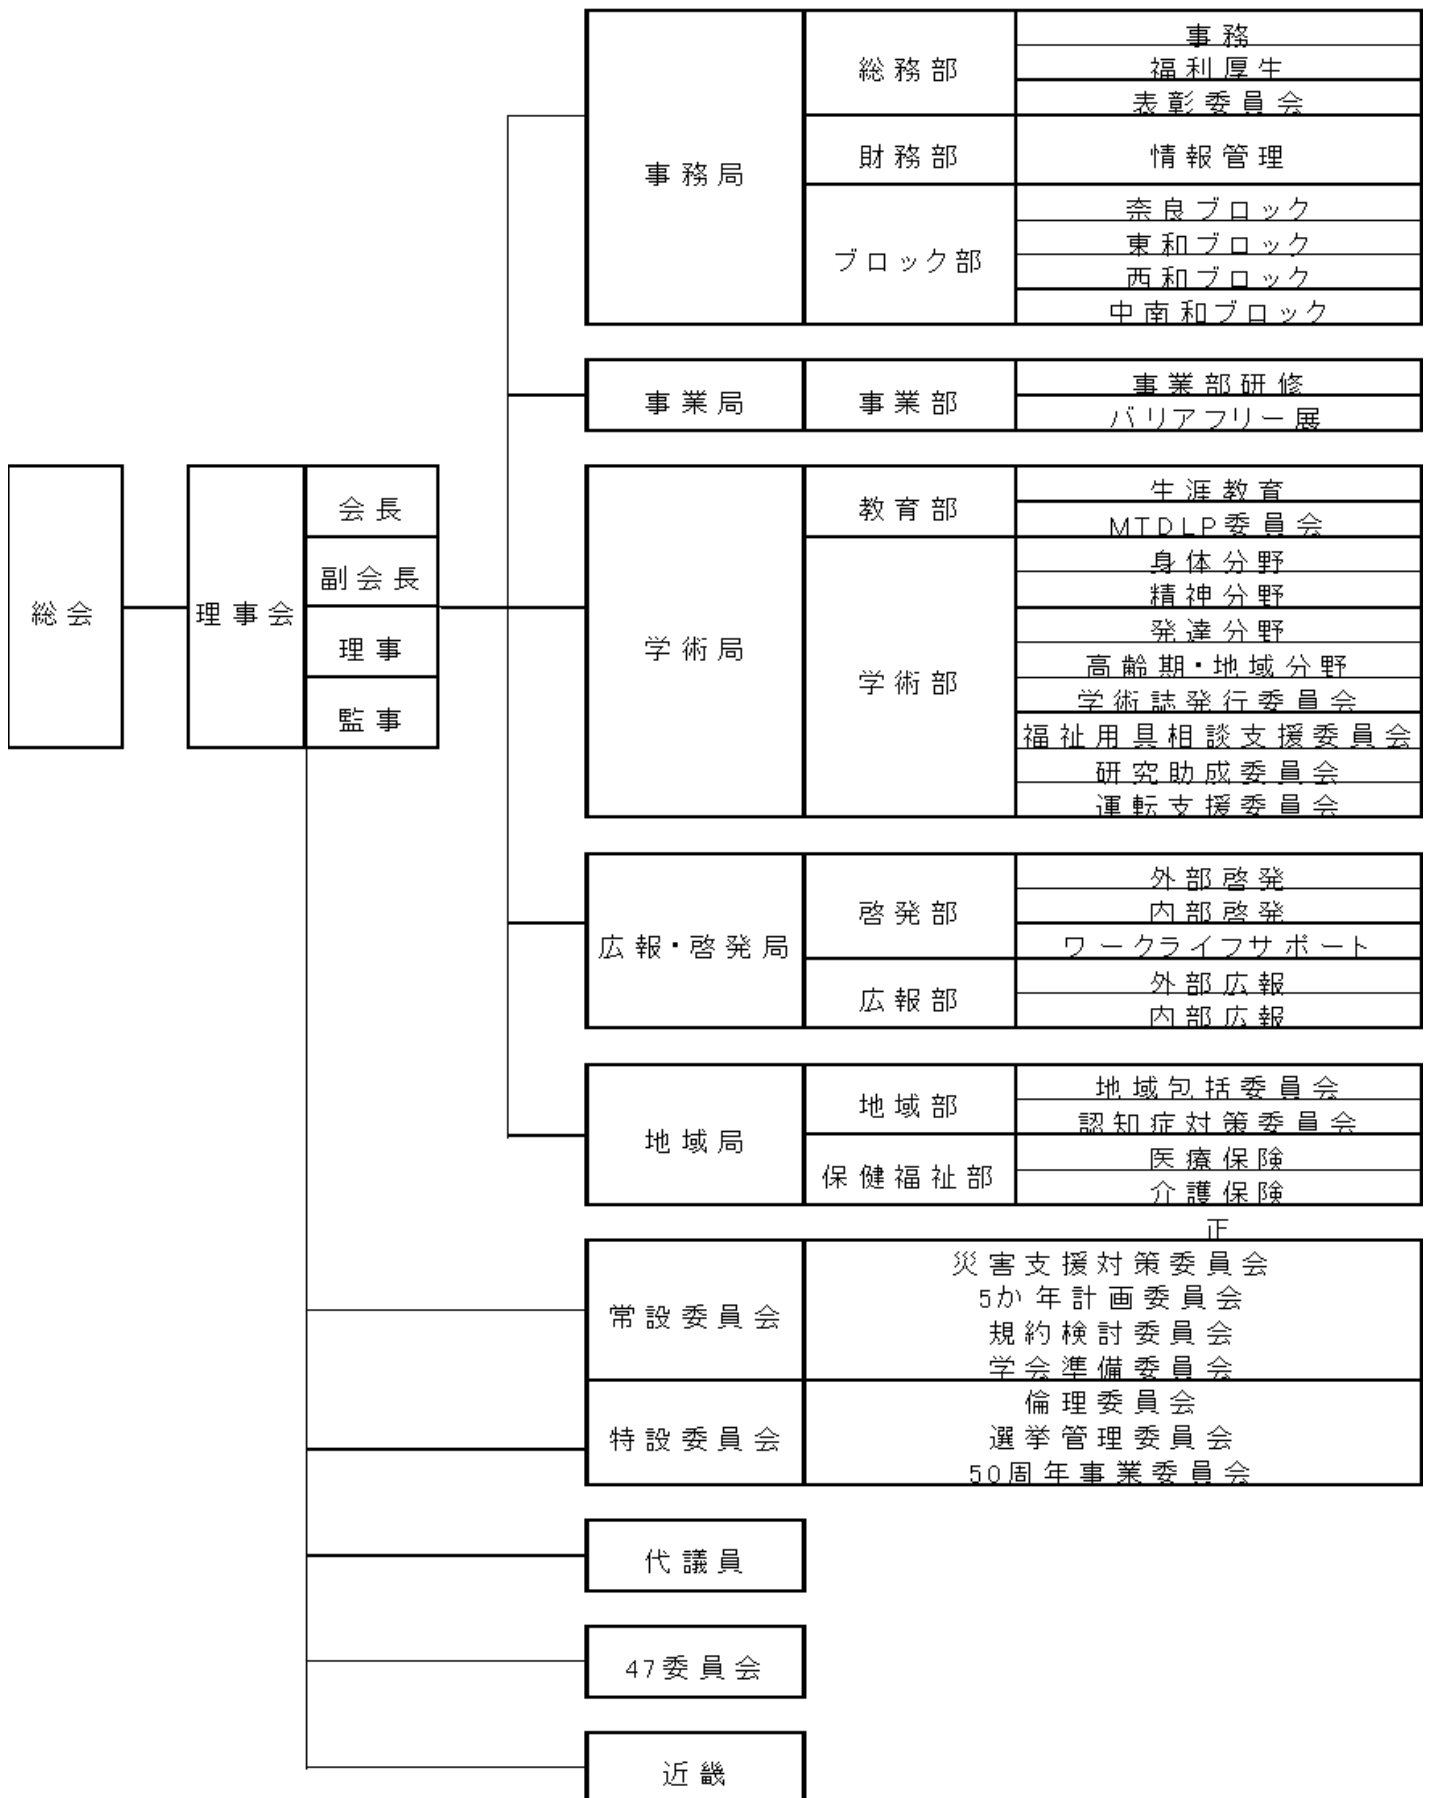 総会
理事会
会長
副会長
理事
監事
事務局
総務部
事務
福利厚生
表彰委員会
財務部
情報管理
ブロック部
奈良ブロック
東和ブロック
西和ブロック
中南和ブロック
事業局
事業部
事業部研修
バリアフリー展
学術局
教育部
生涯教育
MTDLP委員会
学術部
身体分野
精神分野
発達分野
高齢期・地域分野
学術誌発行委員会
福祉用具相談支援委員会
研究助成委員会
運転支援委員会
広報・啓発局
啓発部
外部啓発
内部啓発
ワークライフサポート
広報部
外部広報
内部広報
地域局
地域部
地域包括委員会
認知症対策委員会
保健福祉部
医療保険
介護保険
正
常設委員会
災害支援対策委員会
5か年計画委員会
規約検討委員会
学会準備委員会
特設委員会
倫理委員会
選挙管理委員会
50周年事業委員会
代議員
47委員会
近畿